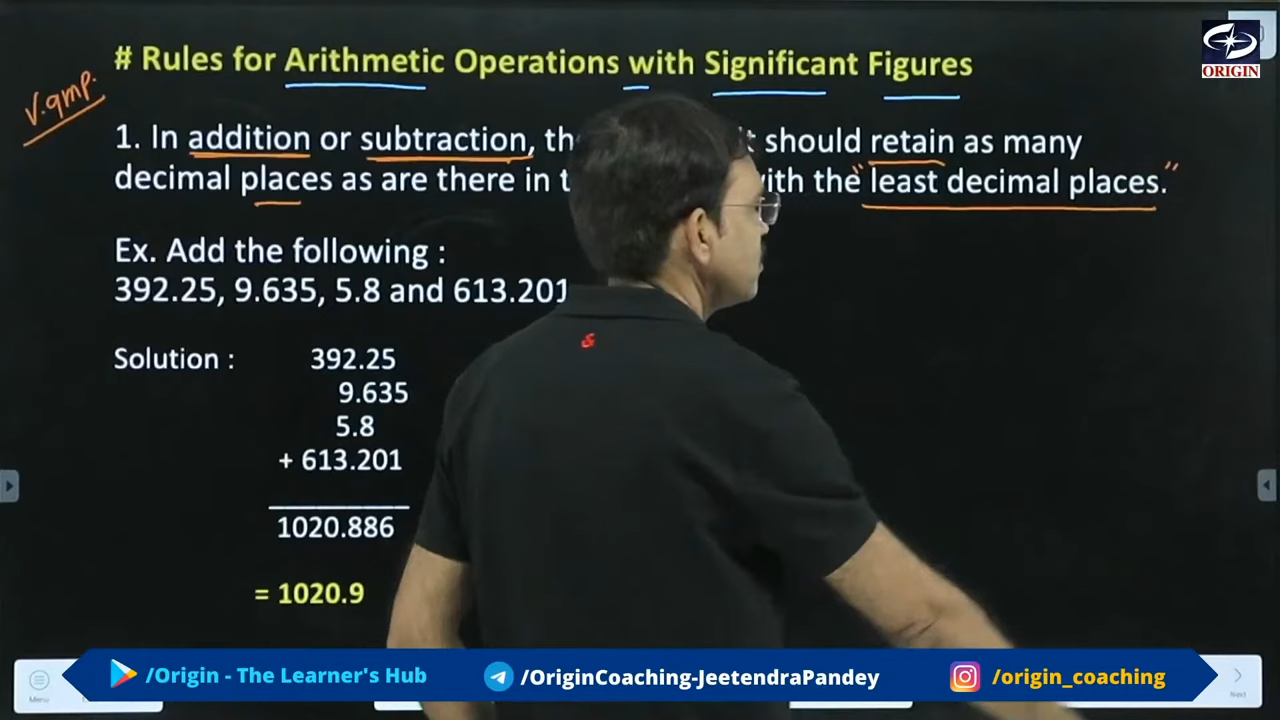 # Rules for Arithmetic Operations with Significant Figures
V. Imp.
1. In addition or subtraction, should retain as many
decimal places as are there in with the "least decimal places."
Ex. Add the following :
392.25, 9.635, 5.8 and 613.201
Solution : 392.25
9.635
5.8
+ 613.201
1020.886
= 1020.9
ORIGIN
Menu
Next
/Origin - The Learner's Hub
/OriginCoaching-JeetendraPandey
/origin_coaching